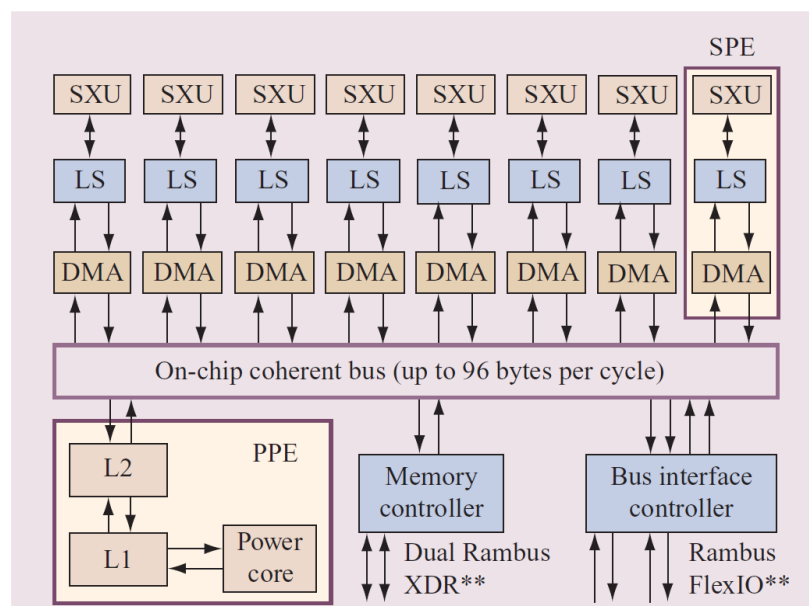 SPE
SXU SXU SXU SXU SXU SXU SXU SXU
LS LS LS LS LS LS LS LS
DMA DMA DMA DMA DMA DMA DMA DMA
On-chip coherent bus (up to 96 bytes per cycle)
PPE
L2
L1
Power
core
Memory
controller
Dual Rambus
XDR**
Bus interface
controller
Rambus
FlexIO**